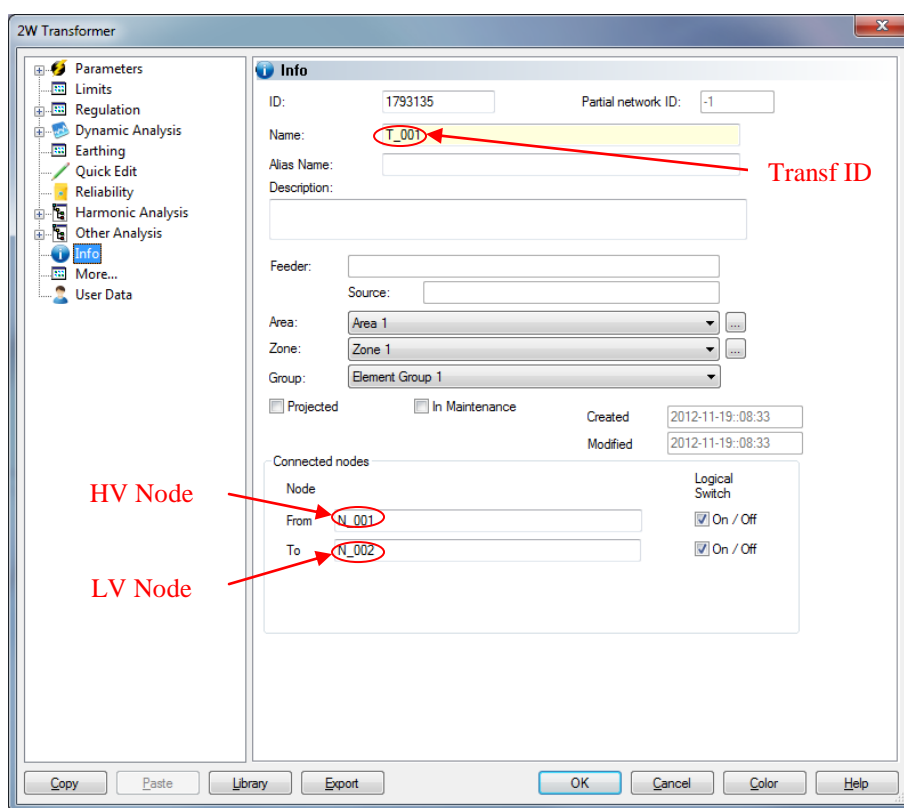 2W Transformer
x
Parameters
Limits
Regulation
Dynamic Analysis
Earthing
Quick Edit
Reliability
Harmonic Analysis
Other Analysis
Info
More...
User Data
Info
ID: 1793135 Partial network ID: -1
Name: T_001
Transf ID
Alias Name:
Description:
Feeder:
Source:
Area: Area 1 ...
Zone: Zone 1 ...
Group: Element Group 1
Projected In Maintenance
Created 2012-11-19::08:33
Modified 2012-11-19::08:33
Connected nodes
Node Logical
Switch
HV Node
From N_001 On / Off
To N_002 On / Off
LV Node
Copy Paste Library Export OK Cancel Color Help